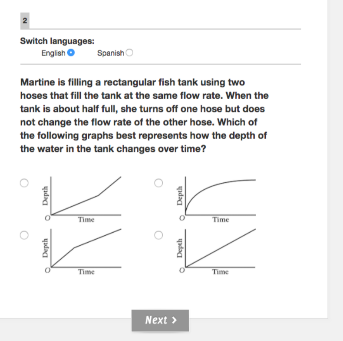 2
Switch languages:
English Spanish
Martine is filling a rectangular fish tank using two
hoses that fill the tank at the same flow rate. When the
tank is about half full, she turns off one hose but does
not change the flow rate of the other hose. Which of
the following graphs best represents how the depth of
the water in the tank changes over time?
Depth
O Time
Depth
O Time
Depth
O Time
Depth
O Time
Next >